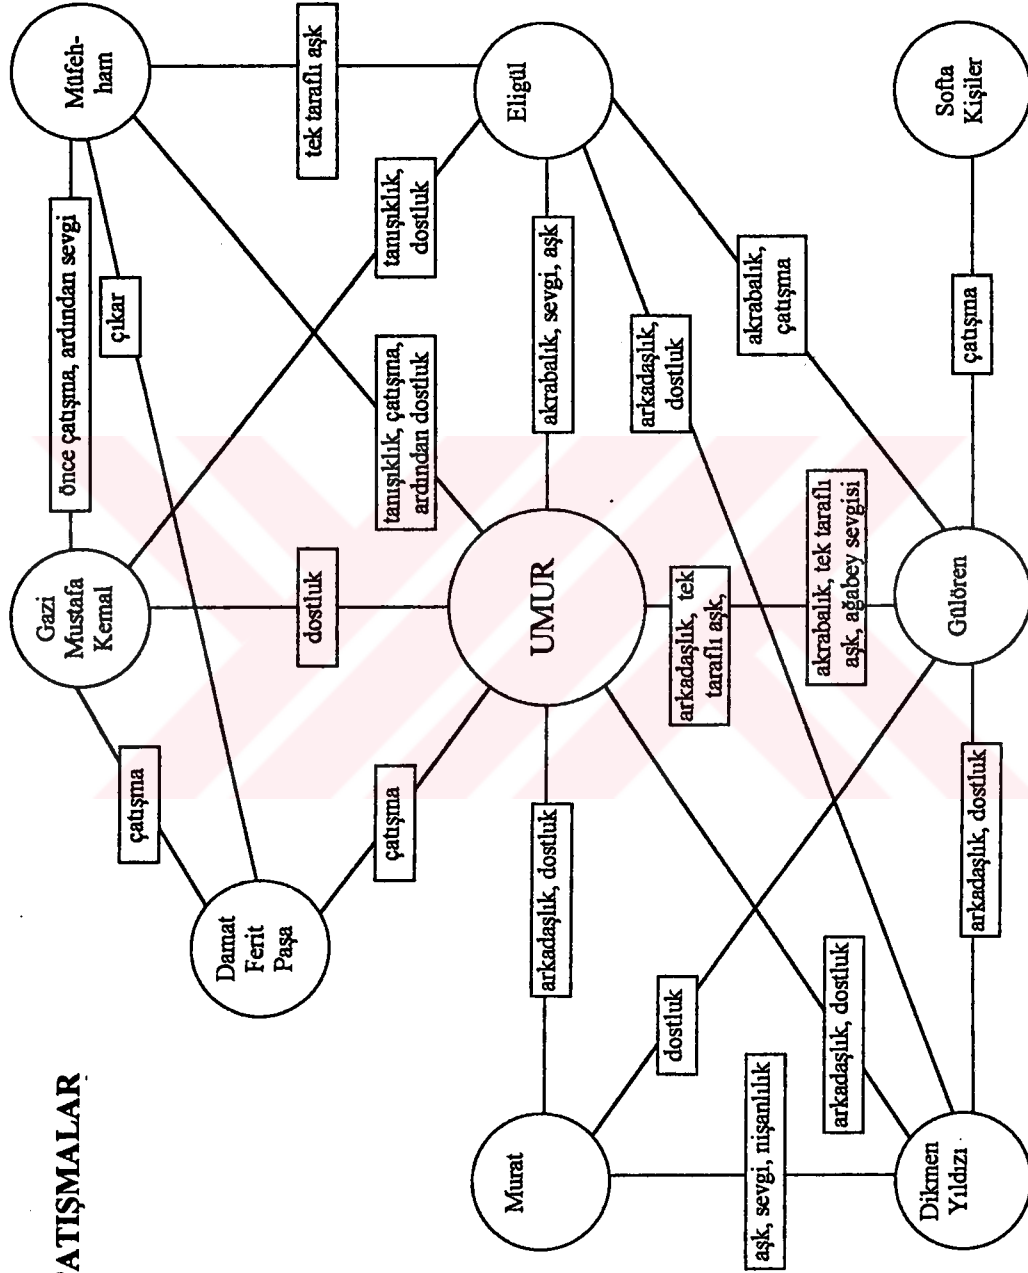 ATIŞMALAR
Damat
Ferit
Paşa
çatışma
Gazi
Mustafa
Kemal
önce çatışma, ardından sevgi
çıkar
Müfeh-
ham
çatışma
dostluk
tanışıklık, çatışma,
ardından dostluk
tanışıklık,
dostluk
tek taraflı aşk
Murat
arkadaşlık, dostluk
UMUR
akrabalık, sevgi, aşk
Eligül
dostluk
arkadaşlık, tek
taraflı aşk,
arkadaşlık,
dostluk
aşk, sevgi, nişanlılık
arkadaşlık, dostluk
akrabalık, tek taraflı
aşk, ağabey sevgisi
akrabalık,
çatışma
Dikmen
Yıldızı
arkadaşlık, dostluk
Gülören
çatışma
Softa
Kişiler